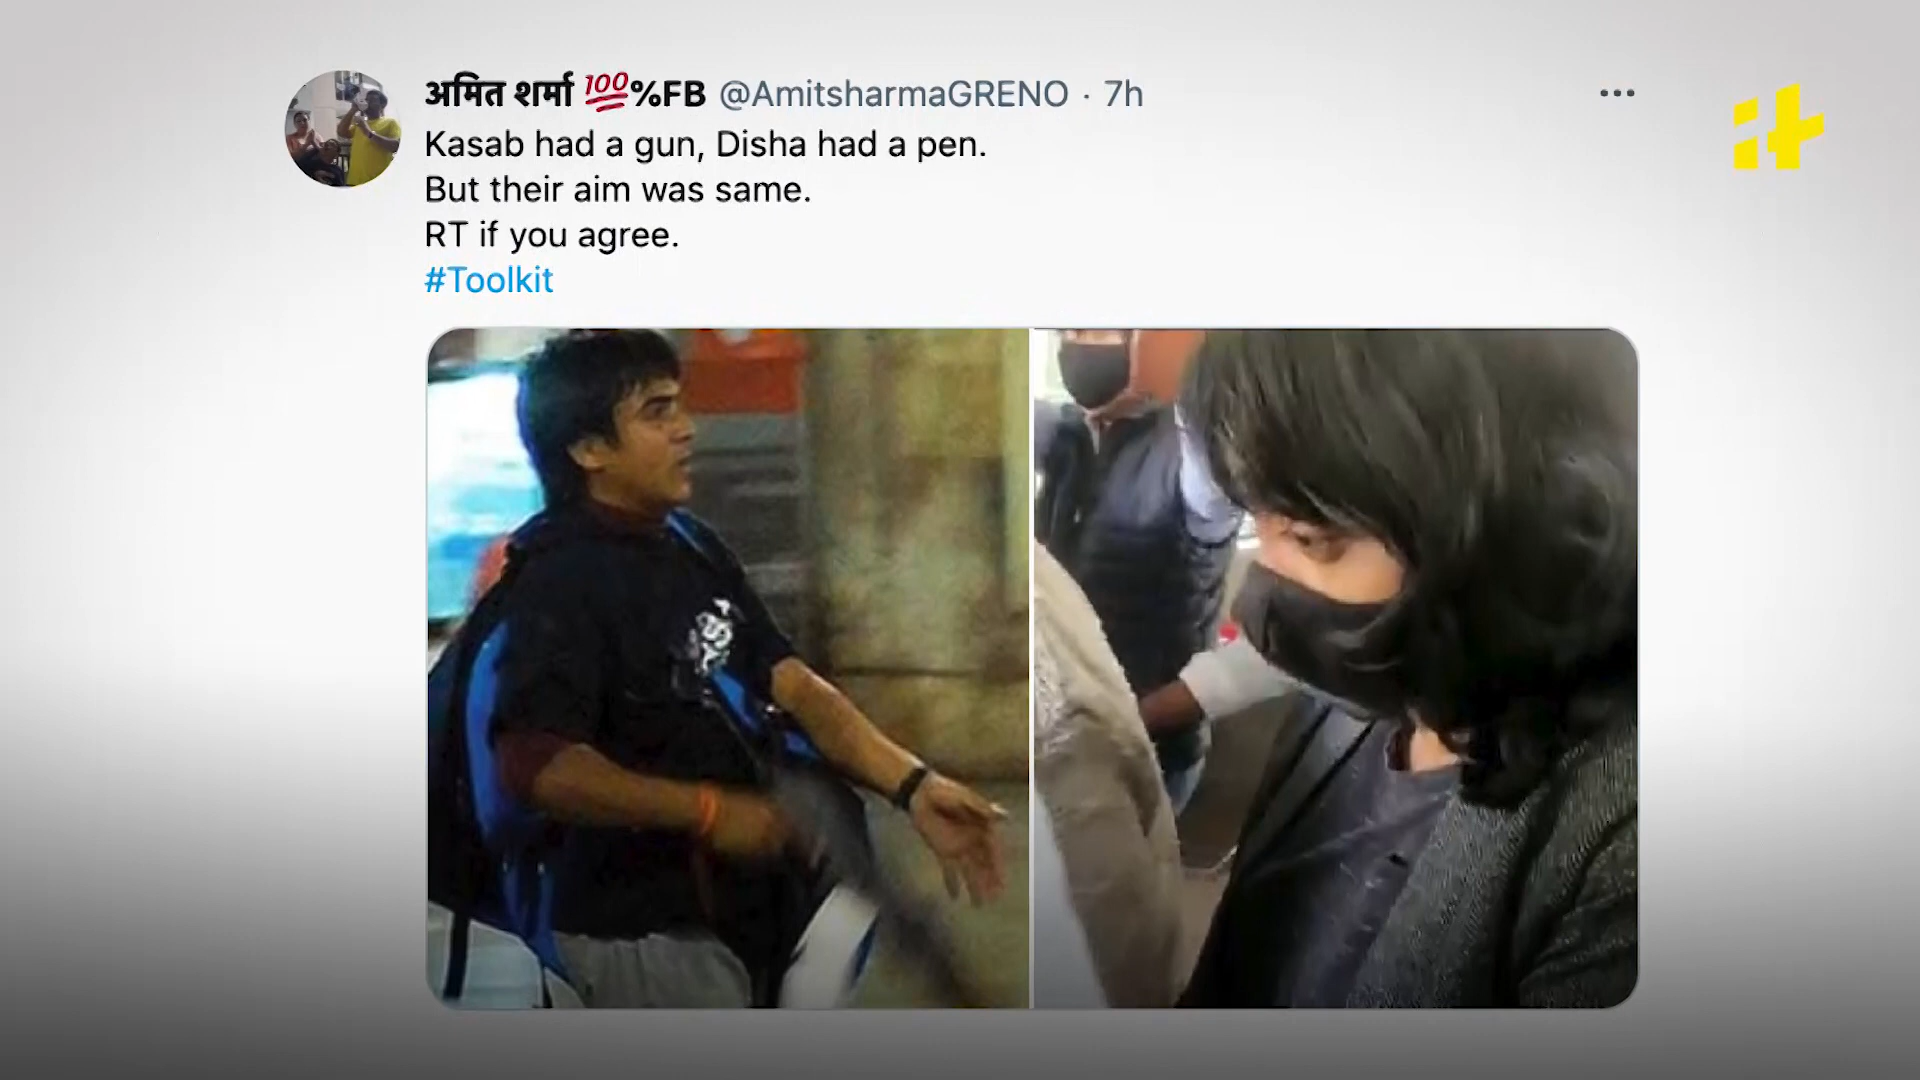 अमित शर्मा 💯%FB @AmitsharmaGRENO · 7h
Kasab had a gun, Disha had a pen.
But their aim was same.
RT if you agree.
#Toolkit